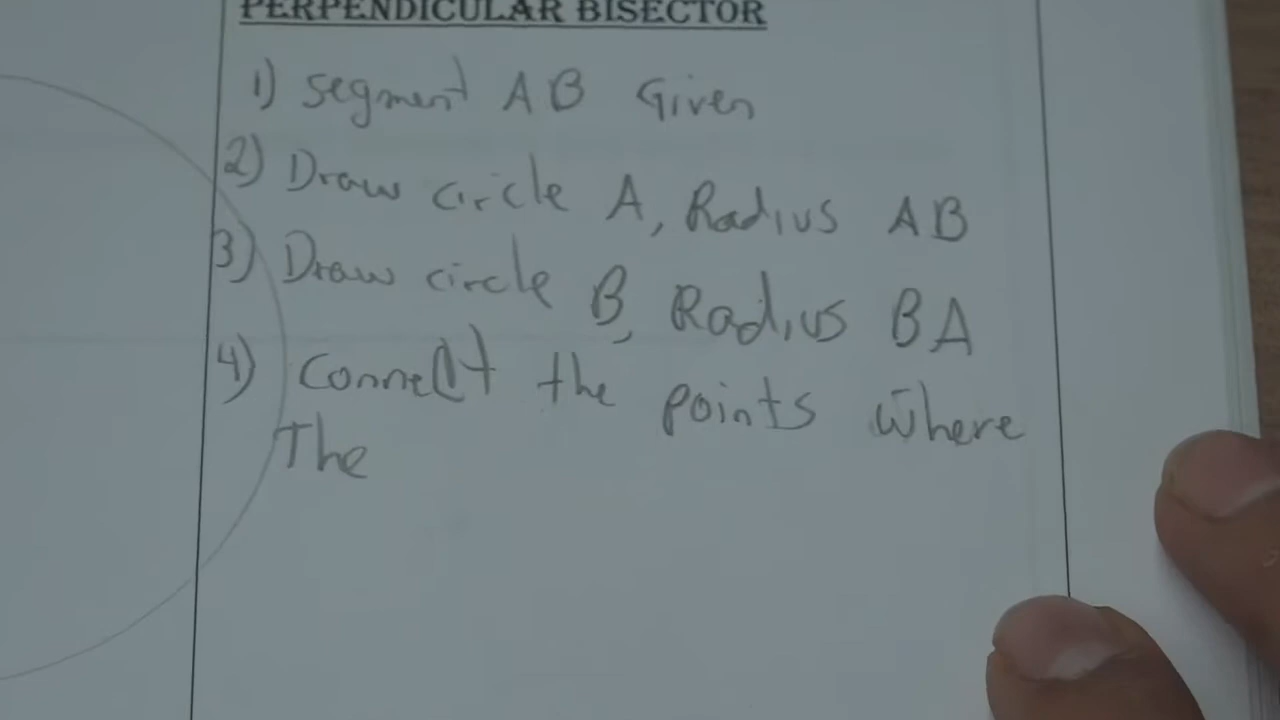 PERPENDICULAR BISECTOR
1) Segment AB Given
2) Draw circle A, Radius AB
3) Draw circle B, Radius BA
4) Connect the points where
The